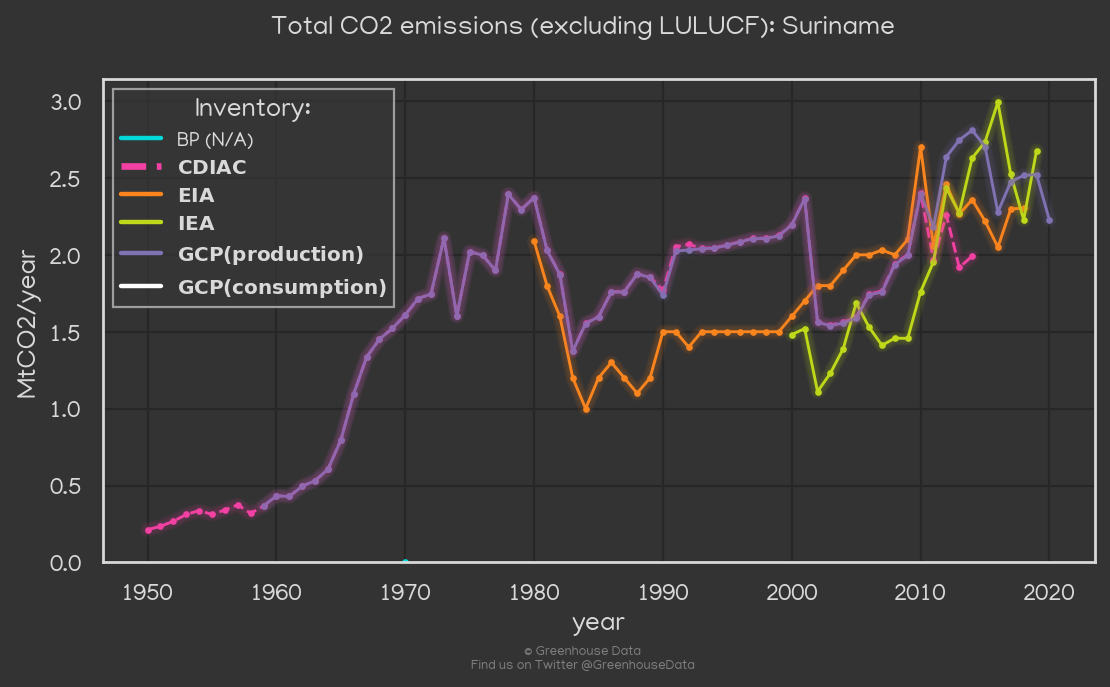 Total CO2 emissions (excluding LULUCF): Suriname
Inventory:
BP (N/A)
CDIAC
EIA
IEA
GCP(production)
GCP(consumption)
MtCO2/year
3.0
2.5
2.0
1.5
1.0
0.5
0.0
1950 1960 1970 1980 1990 2000 2010 2020
year
© Greenhouse Data
Find us on Twitter @GreenhouseData